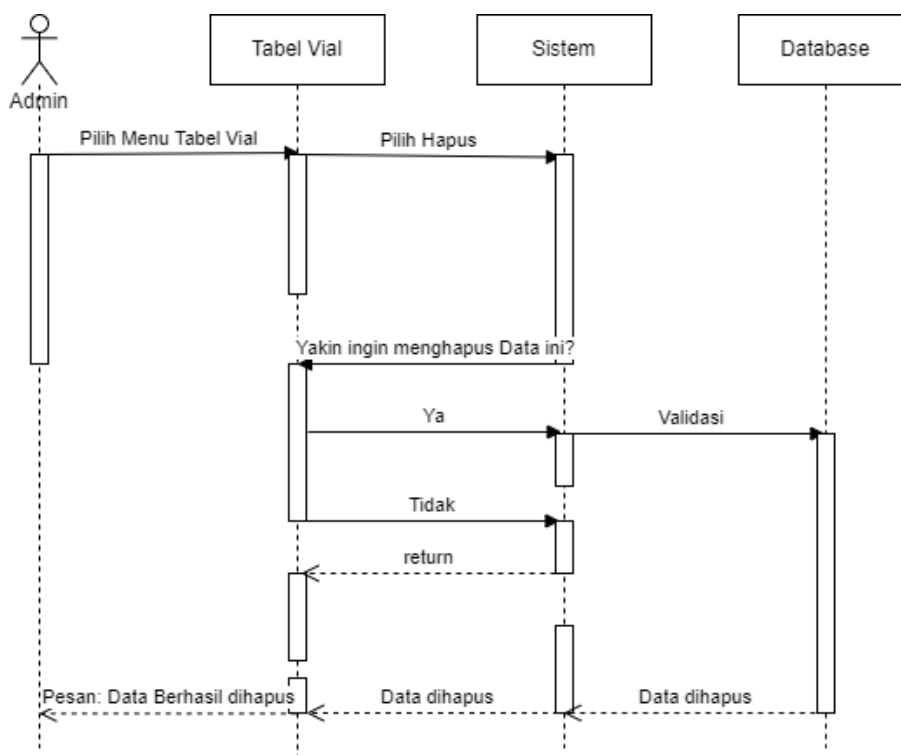 Tabel Vial
Sistem
Database
Admin
Pilih Menu Tabel Vial
Pilih Hapus
Yakin ingin menghapus Data ini?
Ya
Validasi
Tidak
return
Pesan: Data Berhasil dihapus
Data dihapus
Data dihapus